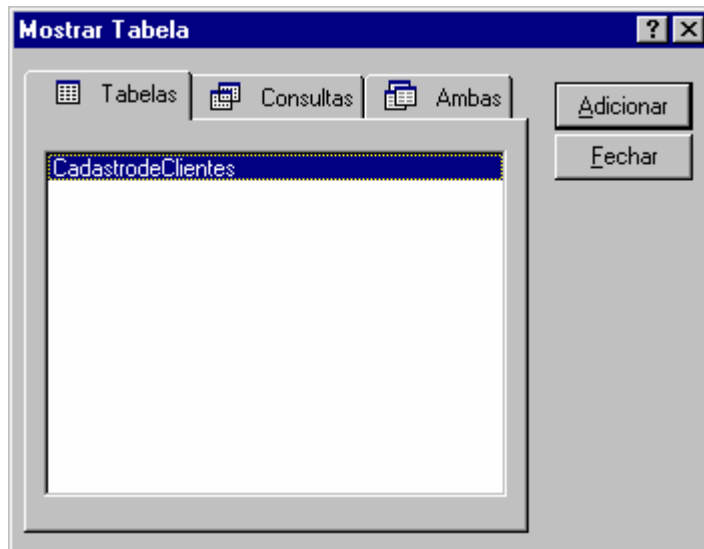 Mostrar Tabela
Tabelas Consultas Ambas
Adicionar
Fechar
CadastrodeClientes